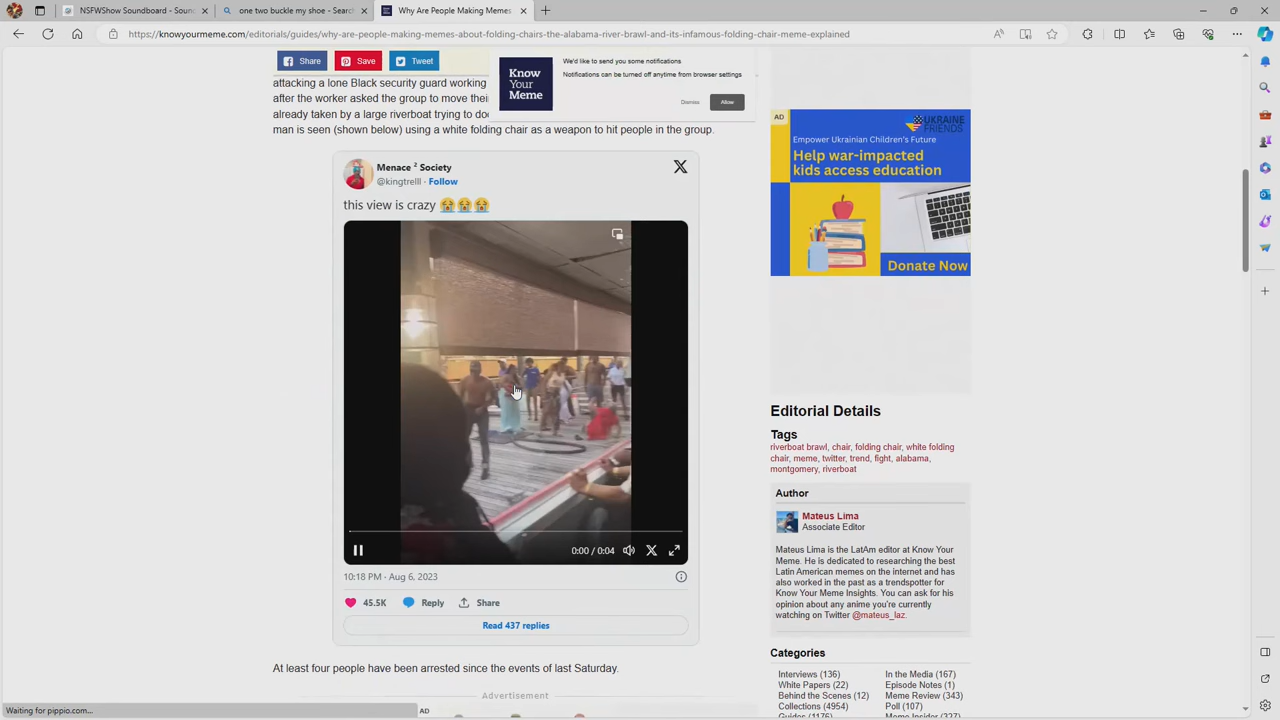 NSFWShow Soundboard - Soun
one two buckle my shoe - Search
Why Are People Making Memes
https://knowyourmeme.com/editorials/guides/why-are-people-making-memes-about-folding-chairs-the-alabama-river-brawl-and-its-infamous-folding-chair-meme-explained
Share
Save
Tweet
Know Your Meme
We'd like to send you some notifications
Notifications can be turned off anytime from browser settings
Dismiss
Allow
attacking a lone Black security guard working
after the worker asked the group to move thei
already taken by a large riverboat trying to do
man is seen (shown below) using a white folding chair as a weapon to hit people in the group.
Menace ² Society
@kingtrelll · Follow
this view is crazy 😭😭😭
0:00 / 0:04
10:18 PM · Aug 6, 2023
45.5K
Reply
Share
Read 437 replies
At least four people have been arrested since the events of last Saturday.
Advertisement
AD
AD
UKRAINE
FRIENDS
Empower Ukrainian Children's Future
Help war-impacted
kids access education
Donate Now
Editorial Details
Tags
riverboat brawl, chair, folding chair, white folding
chair, meme, twitter, trend, fight, alabama,
montgomery, riverboat
Author
Mateus Lima
Associate Editor
Mateus Lima is the LatAm editor at Know Your
Meme. He is dedicated to researching the best
Latin American memes on the internet and has
also worked in the past as a trendspotter for
Know Your Meme Insights. You can ask for his
opinion about any anime you're currently
watching on Twitter @mateus_laz.
Categories
Interviews (136)
In the Media (167)
White Papers (22)
Episode Notes (1)
Behind the Scenes (12)
Meme Review (343)
Collections (4954)
Poll (107)
Guides (1176)
Meme Insider (327)
Waiting for pippio.com...